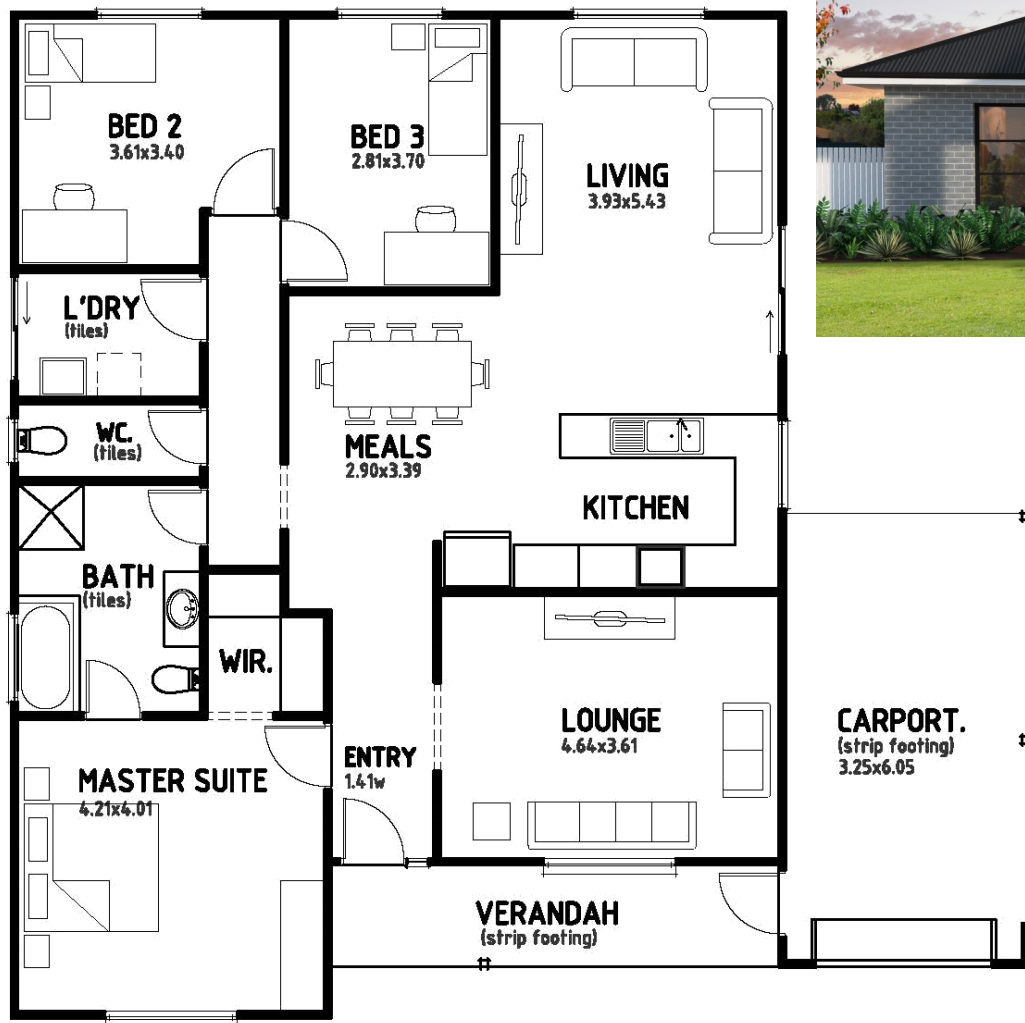 BED 2
3.61x3.40
BED 3
2.81x3.70
LIVING
3.93x5.43
L'DRY
(tiles)
WC.
(tiles)
MEALS
2.90x3.39
KITCHEN
BATH
(tiles)
WIR.
LOUNGE
4.64x3.61
CARPORT.
(strip footing)
3.25x6.05
ENTRY
1.41w
MASTER SUITE
4.21x4.01
VERANDAH
(strip footing)